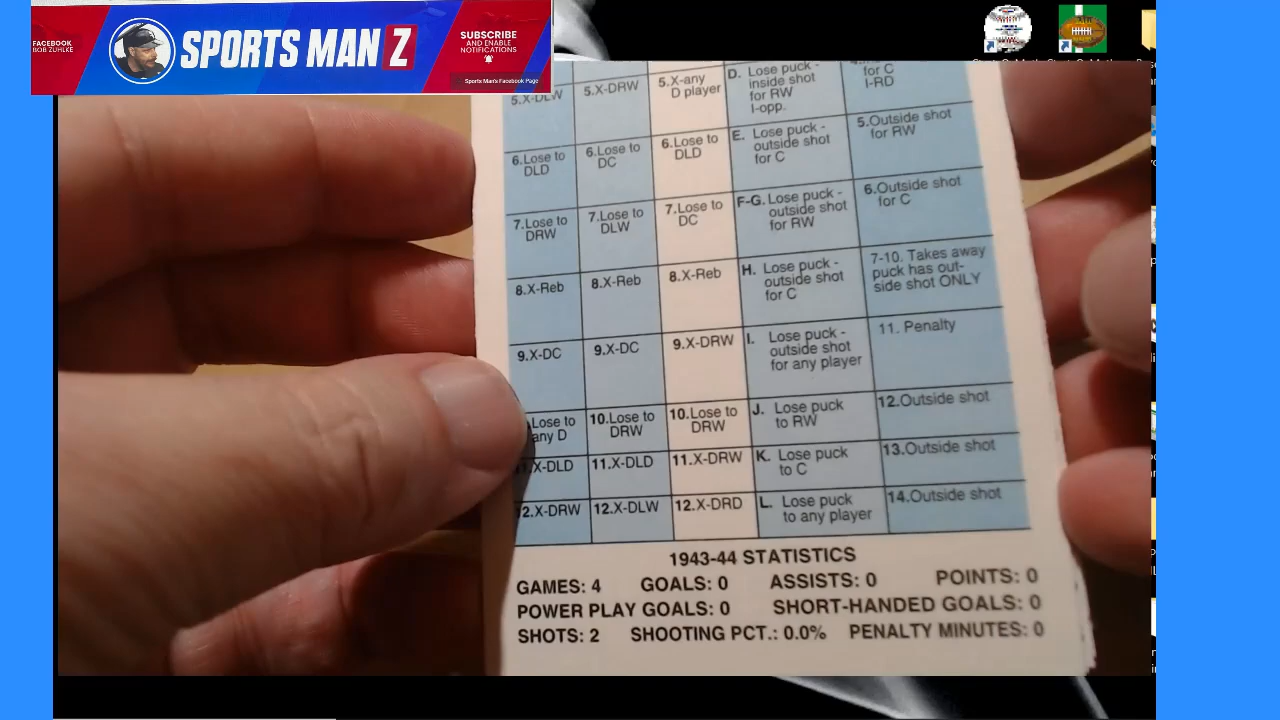 FACEBOOK
BOB ZUHLKE
SPORTS MAN Z
SUBSCRIBE
AND ENABLE
NOTIFICATIONS
Sports Man's Facebook Page
5.X-DLW
5.X-DRW
5.X-any
D player
D. Lose puck -
inside shot
for RW
I-opp.
for C
I-RD
6.Lose to
DLD
6.Lose to
DC
6.Lose to
DLD
E. Lose puck -
outside shot
for C
5.Outside shot
for RW
7.Lose to
DRW
7.Lose to
DLW
7.Lose to
DC
F-G. Lose puck -
outside shot
for RW
6.Outside shot
for C
8.X-Reb
8.X-Reb
8.X-Reb
H. Lose puck -
outside shot
for C
7-10. Takes away
puck has out-
side shot ONLY
9.X-DC
9.X-DC
9.X-DRW
I. Lose puck -
outside shot
for any player
11. Penalty
Lose to
any D
10.Lose to
DRW
10.Lose to
DRW
J. Lose puck
to RW
12.Outside shot
11.X-DLD
11.X-DLD
11.X-DRW
K. Lose puck
to C
13.Outside shot
12.X-DRW
12.X-DLW
12.X-DRD
L. Lose puck
to any player
14.Outside shot
1943-44 STATISTICS
GAMES: 4 GOALS: 0 ASSISTS: 0 POINTS: 0
POWER PLAY GOALS: 0 SHORT-HANDED GOALS: 0
SHOTS: 2 SHOOTING PCT.: 0.0% PENALTY MINUTES: 0